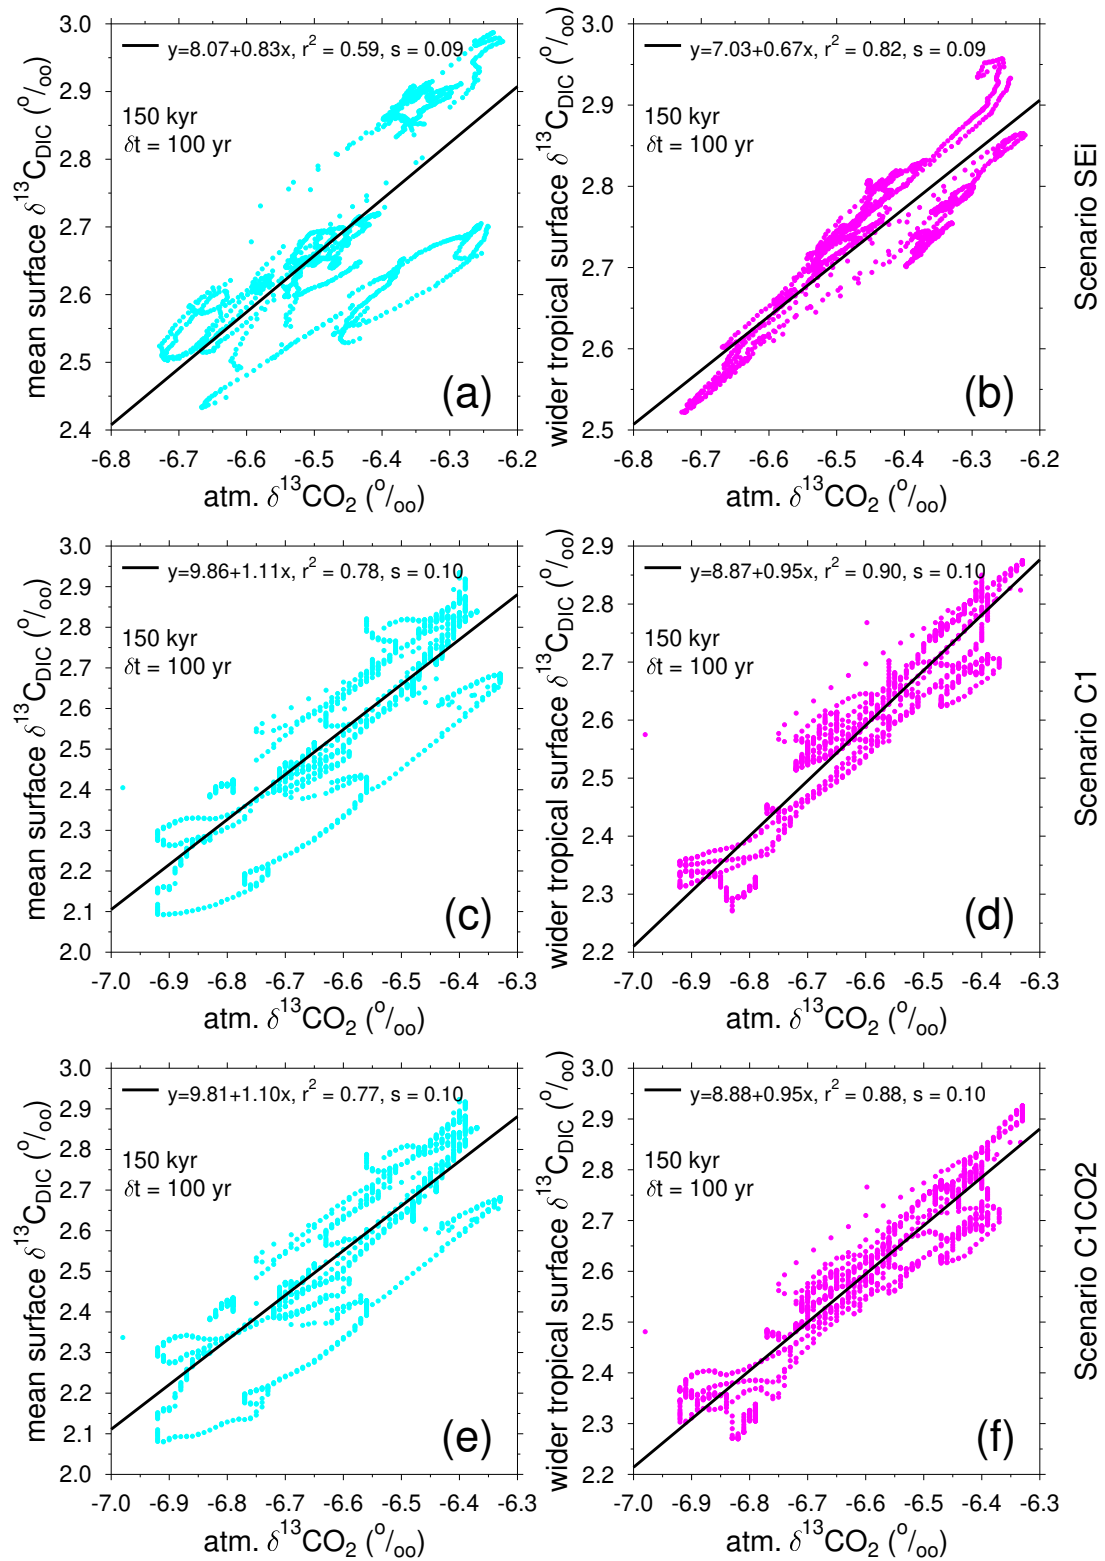 y=8.07+0.83x, r² = 0.59, s = 0.09
150 kyr
δt = 100 yr
(a)
mean surface δ¹³C_DIC (°/oo)
3.0
2.9
2.8
2.7
2.6
2.5
2.4
-6.8 -6.7 -6.6 -6.5 -6.4 -6.3 -6.2
atm. δ¹³CO₂ (°/oo)
y=7.03+0.67x, r² = 0.82, s = 0.09
150 kyr
δt = 100 yr
(b)
wider tropical surface δ¹³C_DIC (°/oo)
3.0
2.9
2.8
2.7
2.6
2.5
-6.8 -6.7 -6.6 -6.5 -6.4 -6.3 -6.2
atm. δ¹³CO₂ (°/oo)
Scenario SEi
y=9.86+1.11x, r² = 0.78, s = 0.10
150 kyr
δt = 100 yr
(c)
mean surface δ¹³C_DIC (°/oo)
3.0
2.9
2.8
2.7
2.6
2.5
2.4
2.3
2.2
2.1
2.0
-7.0 -6.9 -6.8 -6.7 -6.6 -6.5 -6.4 -6.3
atm. δ¹³CO₂ (°/oo)
y=8.87+0.95x, r² = 0.90, s = 0.10
150 kyr
δt = 100 yr
(d)
wider tropical surface δ¹³C_DIC (°/oo)
2.9
2.8
2.7
2.6
2.5
2.4
2.3
2.2
-7.0 -6.9 -6.8 -6.7 -6.6 -6.5 -6.4 -6.3
atm. δ¹³CO₂ (°/oo)
Scenario C1
y=9.81+1.10x, r² = 0.77, s = 0.10
150 kyr
δt = 100 yr
(e)
mean surface δ¹³C_DIC (°/oo)
3.0
2.9
2.8
2.7
2.6
2.5
2.4
2.3
2.2
2.1
2.0
-7.0 -6.9 -6.8 -6.7 -6.6 -6.5 -6.4 -6.3
atm. δ¹³CO₂ (°/oo)
y=8.88+0.95x, r² = 0.88, s = 0.10
150 kyr
δt = 100 yr
(f)
wider tropical surface δ¹³C_DIC (°/oo)
3.0
2.9
2.8
2.7
2.6
2.5
2.4
2.3
2.2
-7.0 -6.9 -6.8 -6.7 -6.6 -6.5 -6.4 -6.3
atm. δ¹³CO₂ (°/oo)
Scenario C1CO2